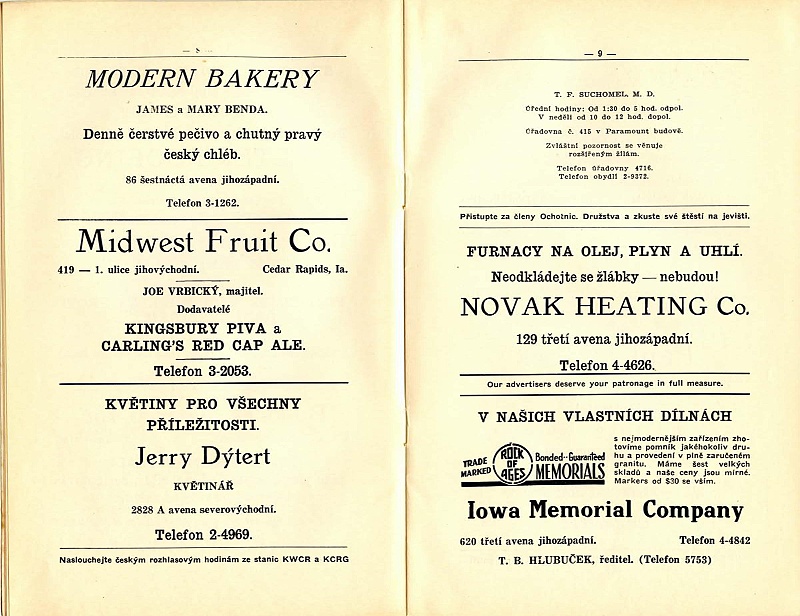 — 8
MODERN BAKERY
JAMES a MARY BENDA.
Denně čerstvé pečivo a chutný pravý
český chléb.
86 šestnáctá avena jihozápadní.
Telefon 3-1262.
Midwest Fruit Co.
419 — 1. ulice jihovýchodní. Cedar Rapids, Ia.
JOE VRBICKÝ, majitel.
Dodavatelé
KINGSBURY PIVA a
CARLING'S RED CAP ALE.
Telefon 3-2053.
KVĚTINY PRO VŠECHNY
PŘÍLEŽITOSTI.
Jerry Dýtert
KVĚTINÁŘ
2828 A avena severovýchodní.
Telefon 2-4969.
Naslouchejte českým rozhlasovým hodinám ze stanic KWCR a KCRG
— 9 —
T. F. SUCHOMEL, M. D.
Úřední hodiny: Od 1:30 do 5 hod. odpol.
V neděli od 10 do 12 hod. dopol.
Úřadovna č. 415 v Paramount budově.
Zvláštní pozornost se věnuje
rozšířeným žilám.
Telefon úřadovny 4716.
Telefon obydlí 2-9372.
Přistupte za členy Ochotnic. Družstva a zkuste své štěstí na jevišti.
FURNACY NA OLEJ, PLYN A UHLÍ.
Neodkládejte se žlábky — nebudou!
NOVAK HEATING Co.
129 třetí avena jihozápadní.
Telefon 4-4626.
Our advertisers deserve your patronage in full measure.
V NAŠICH VLASTNÍCH DÍLNÁCH
TRADE MARKED
ROCK OF AGES
Bonded--Guaranteed
MEMORIALS
s nejmodernějším zařízením zho-
tovíme pomník jakéhokoliv dru-
hu a provedení v plně zaručeném
granitu. Máme šest velkých
skladů a naše ceny jsou mírné.
Markers od $30 se vším.
Iowa Memorial Company
620 třetí avena jihozápadní. Telefon 4-4842
T. B. HLUBUČEK, ředitel. (Telefon 5753)